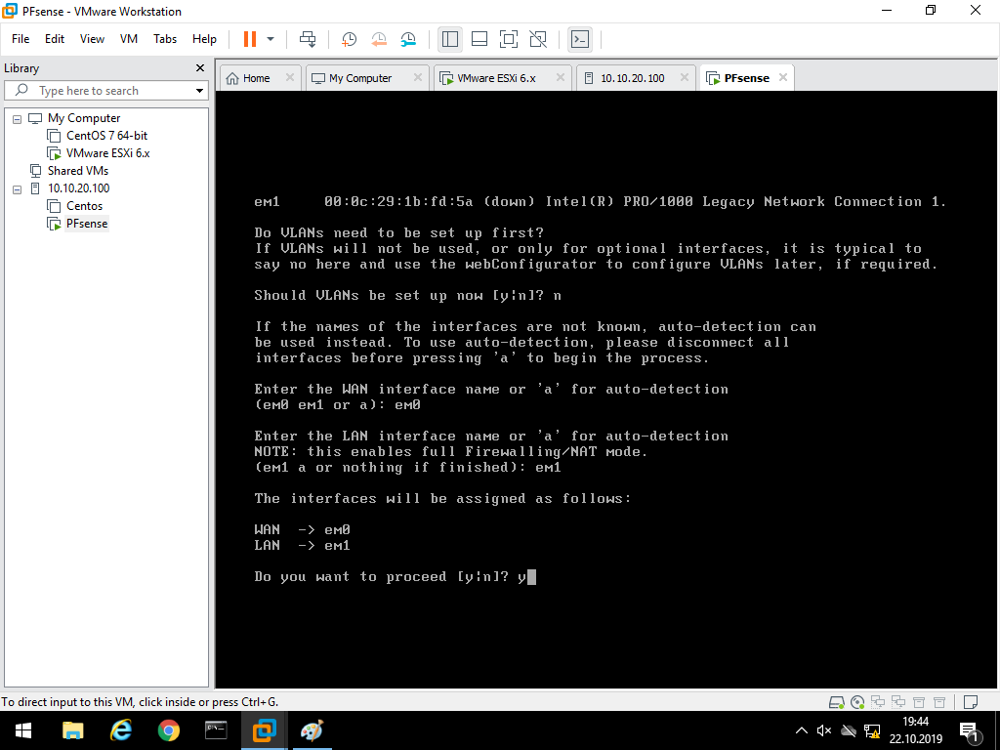 PFsense - VMware Workstation
File Edit View VM Tabs Help
Library
Type here to search
My Computer
CentOS 7 64-bit
VMware ESXi 6.x
Shared VMs
10.10.20.100
Centos
PFsense
Home
My Computer
VMware ESXi 6.x
10.10.20.100
PFsense
em1 00:0c:29:1b:fd:5a (down) Intel(R) PRO/1000 Legacy Network Connection 1.
Do VLANs need to be set up first?
If VLANs will not be used, or only for optional interfaces, it is typical to
say no here and use the webConfigurator to configure VLANs later, if required.
Should VLANs be set up now [y|n]? n
If the names of the interfaces are not known, auto-detection can
be used instead. To use auto-detection, please disconnect all
interfaces before pressing 'a' to begin the process.
Enter the WAN interface name or 'a' for auto-detection
(em0 em1 or a): em0
Enter the LAN interface name or 'a' for auto-detection
NOTE: this enables full Firewalling/NAT mode.
(em1 a or nothing if finished): em1
The interfaces will be assigned as follows:
WAN -> em0
LAN -> em1
Do you want to proceed [y|n]? y
To direct input to this VM, click inside or press Ctrl+G.
19:44
22.10.2019
1